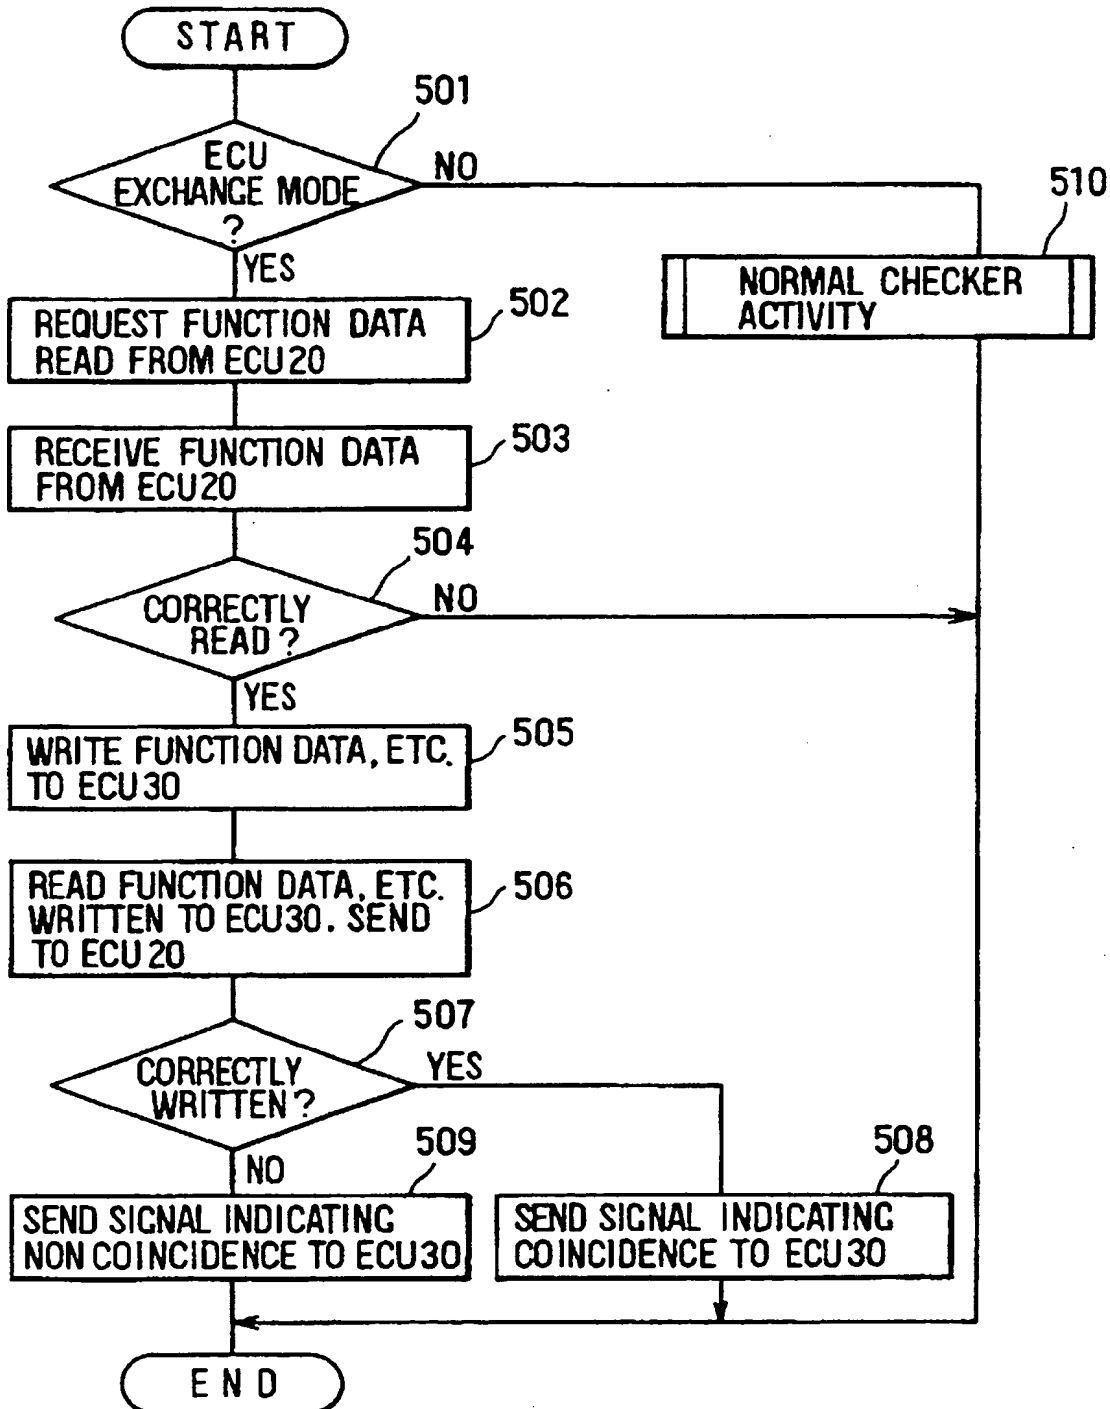 START
501
ECU
EXCHANGE MODE
?
NO
YES
510
NORMAL CHECKER
ACTIVITY
502
REQUEST FUNCTION DATA
READ FROM ECU20
503
RECEIVE FUNCTION DATA
FROM ECU20
504
CORRECTLY
READ?
NO
YES
505
WRITE FUNCTION DATA, ETC.
TO ECU30
506
READ FUNCTION DATA, ETC.
WRITTEN TO ECU30. SEND
TO ECU20
507
CORRECTLY
WRITTEN?
YES
NO
509
SEND SIGNAL INDICATING
NON COINCIDENCE TO ECU30
508
SEND SIGNAL INDICATING
COINCIDENCE TO ECU30
END